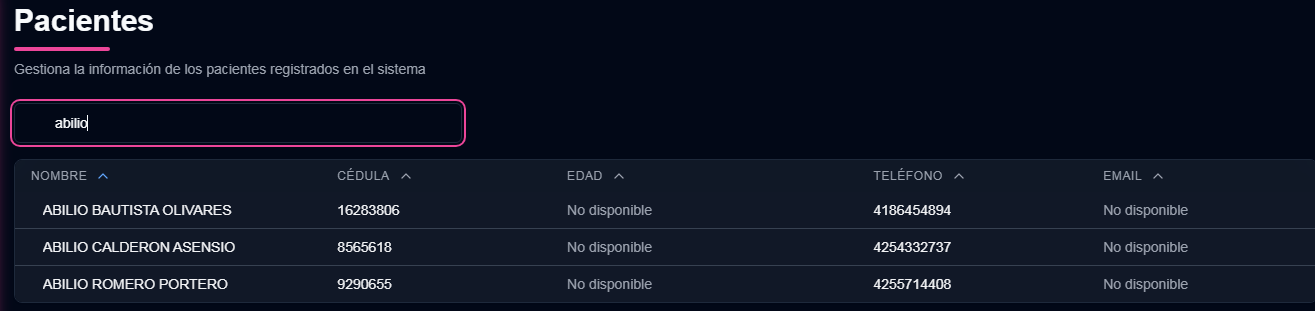 Pacientes
Gestiona la información de los pacientes registrados en el sistema
abilio
NOMBRE CÉDULA EDAD TELÉFONO EMAIL
ABILIO BAUTISTA OLIVARES 16283806 No disponible 4186454894 No disponible
ABILIO CALDERON ASENSIO 8565618 No disponible 4254332737 No disponible
ABILIO ROMERO PORTERO 9290655 No disponible 4255714408 No disponible